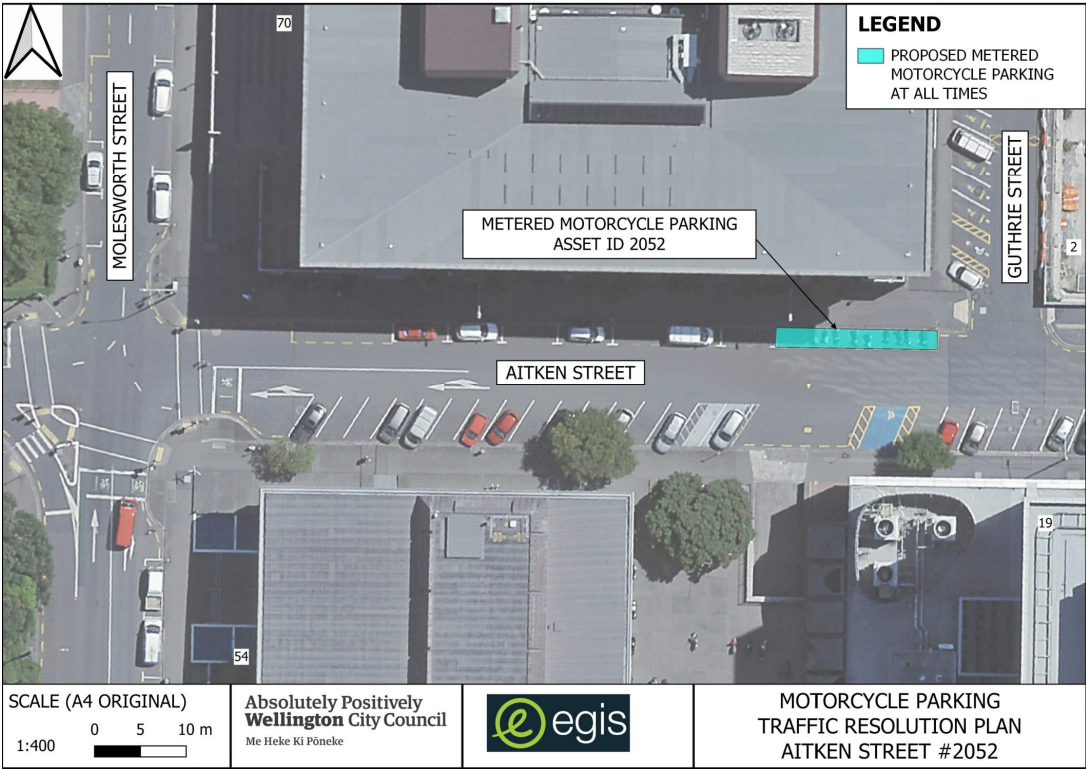 70
LEGEND
PROPOSED METERED
MOTORCYCLE PARKING
AT ALL TIMES
MOLESWORTH STREET
GUTHRIE STREET
METERED MOTORCYCLE PARKING
ASSET ID 2052
2
AITKEN STREET
19
54
SCALE (A4 ORIGINAL)
0 5 10 m
1:400
Absolutely Positively
Wellington City Council
Me Heke Ki Pōneke
egis
MOTORCYCLE PARKING
TRAFFIC RESOLUTION PLAN
AITKEN STREET #2052